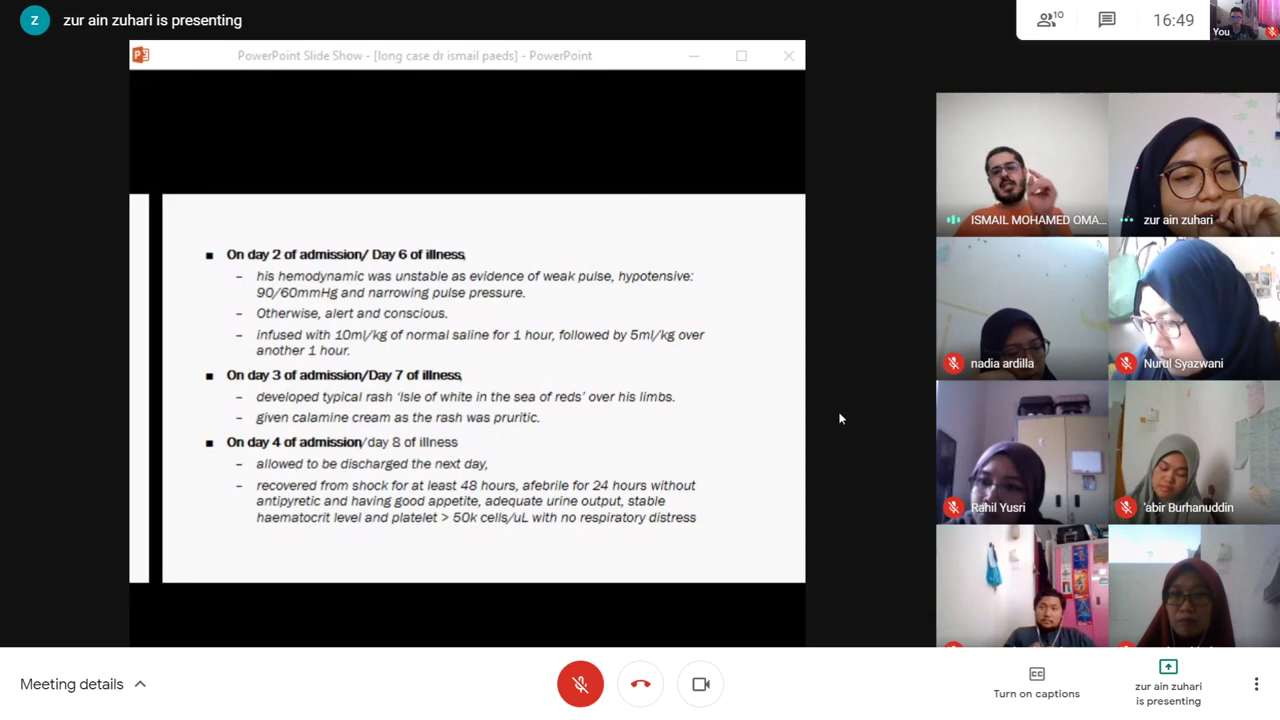 Z
zur ain zuhari is presenting
10
16:49
You
PowerPoint Slide Show - [long case dr ismail paeds] - PowerPoint
■ On day 2 of admission/ Day 6 of illness,
– his hemodynamic was unstable as evidence of weak pulse, hypotensive:
90/60mmHg and narrowing pulse pressure.
– Otherwise, alert and conscious.
– infused with 10ml/kg of normal saline for 1 hour, followed by 5ml/kg over
another 1 hour.
■ On day 3 of admission/Day 7 of illness,
– developed typical rash ‘Isle of white in the sea of reds’ over his limbs.
– given calamine cream as the rash was pruritic.
■ On day 4 of admission/day 8 of illness
– allowed to be discharged the next day,
– recovered from shock for at least 48 hours, afebrile for 24 hours without
antipyretic and having good appetite, adequate urine output, stable
haematocrit level and platelet > 50k cells/uL with no respiratory distress
ISMAIL MOHAMED OMA...
zur ain zuhari
nadia ardilla
Nurul Syazwani
Rahil Yusri
'abir Burhanuddin
Meeting details
CC
Turn on captions
zur ain zuhari
is presenting